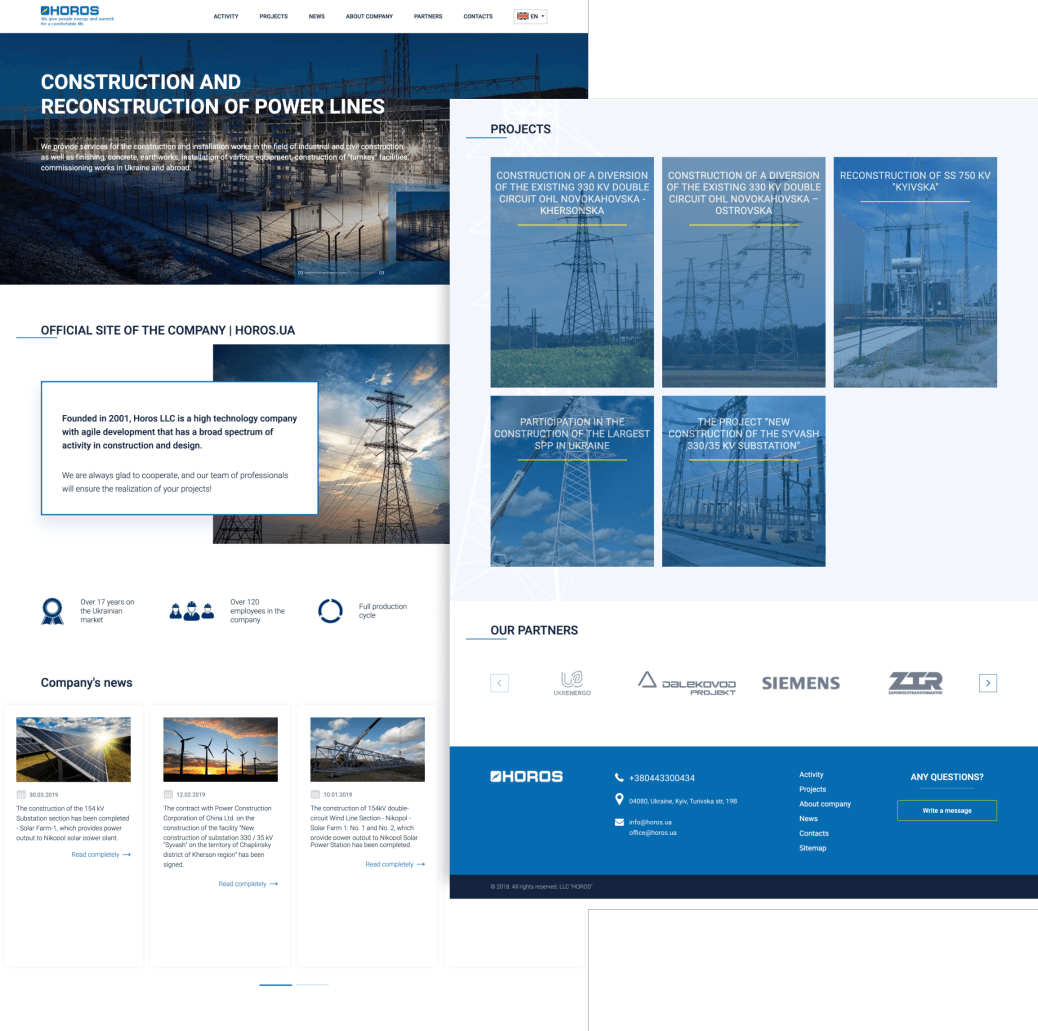 HOROS
We give people energy and warmth
for a comfortable life
ACTIVITY
PROJECTS
NEWS
ABOUT COMPANY
PARTNERS
CONTACTS
EN
CONSTRUCTION AND
RECONSTRUCTION OF POWER LINES
We provide services for the construction and installation works in the field of industrial and civil construction,
as well as finishing, concrete, earthworks, installation of various equipment, construction of "turnkey" facilities,
commissioning works in Ukraine and abroad.
03
03
OFFICIAL SITE OF THE COMPANY | HOROS.UA
Founded in 2001, Horos LLC is a high technology company
with agile development that has a broad spectrum of
activity in construction and design.
We are always glad to cooperate, and our team of professionals
will ensure the realization of your projects!
Over 17 years on
the Ukrainian
market
Over 120
employees in the
company
Full production
cycle
Company's news
30.03.2019
The construction of the 154 kV
Substation section has been completed
- Solar Farm-1, which provides power
output to Nikopol solar power plant.
Read completely
12.02.2019
The contract with Power Construction
Corporation of China Ltd. on the
construction of the facility "New
construction of substation 330 / 35 kV
"Syvash" on the territory of Chaplinsky
district of Kherson region" has been
signed.
Read completely
10.01.2019
The construction of 154kV double-
circuit Wind Line Section - Nikopol -
Solar Farm 1: No. 1 and No. 2, which
provide power output to Nikopol Solar
Power Station has been completed.
Read completely
PROJECTS
CONSTRUCTION OF A DIVERSION
OF THE EXISTING 330 KV DOUBLE
CIRCUIT OHL NOVOKAHOVSKA -
KHERSONSKA
CONSTRUCTION OF A DIVERSION
OF THE EXISTING 330 KV DOUBLE
CIRCUIT OHL NOVOKAHOVSKA –
OSTROVSKA
RECONSTRUCTION OF SS 750 KV
"KYIVSKA"
PARTICIPATION IN THE
CONSTRUCTION OF THE LARGEST
SPP IN UKRAINE
THE PROJECT "NEW
CONSTRUCTION OF THE SYVASH
330/35 KV SUBSTATION"
OUR PARTNERS
UKRENERGO
DALEKOVOD
PROJEKT
SIEMENS
ZTR
ZAPOROZHTRANSFORMATOR
HOROS
+380443300434
04080, Ukraine, Kyiv, Turivska str, 19B
info@horos.ua
office@horos.ua
Activity
Projects
About company
News
Contacts
Sitemap
ANY QUESTIONS?
Write a message
© 2018. All rights reserved. LLC "HOROS"